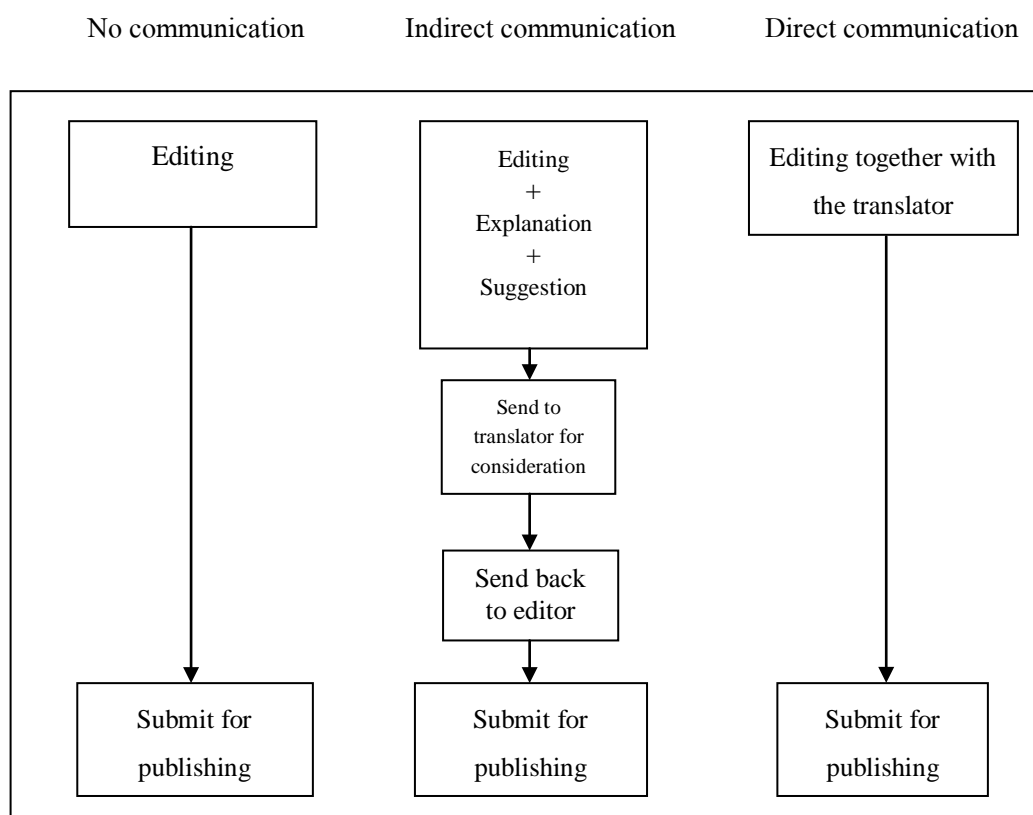 No communication
Indirect communication
Direct communication
Editing
Editing
+
Explanation
+
Suggestion
Editing together with
the translator
Send to
translator for
consideration
Send back
to editor
Submit for
publishing
Submit for
publishing
Submit for
publishing